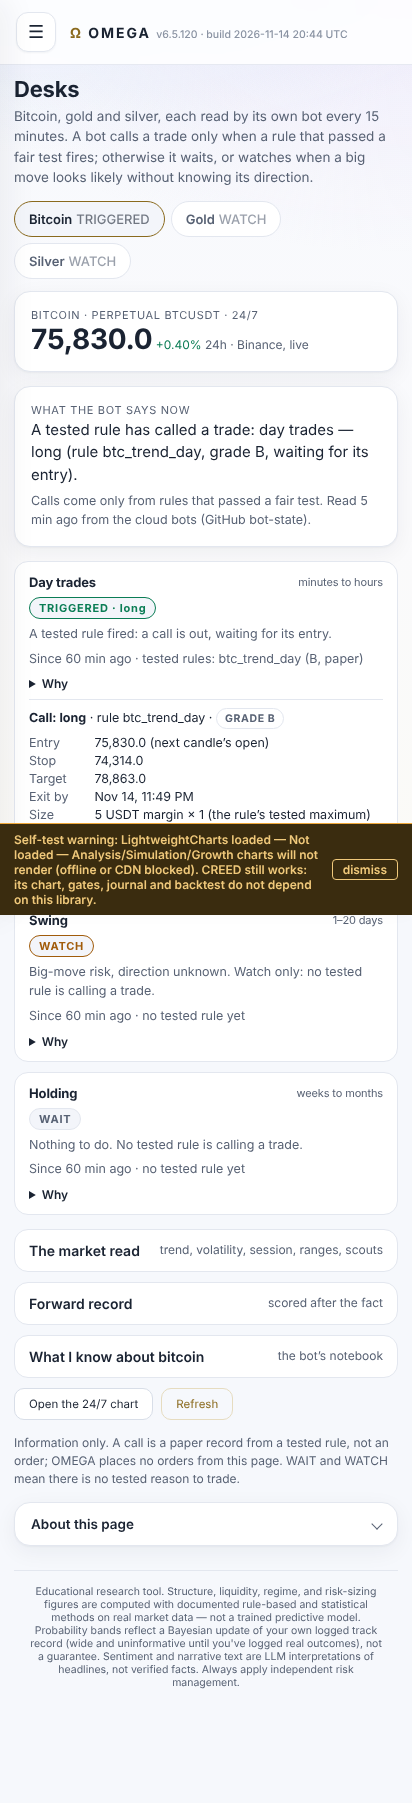 ☰ Ω OMEGA v6.5.120 · build 2026-11-14 20:44 UTC
Desks
Bitcoin, gold and silver, each read by its own bot every 15
minutes. A bot calls a trade only when a rule that passed a
fair test fires; otherwise it waits, or watches when a big
move looks likely without knowing its direction.
Bitcoin TRIGGERED Gold WATCH
Silver WATCH
BITCOIN · PERPETUAL BTCUSDT · 24/7
75,830.0 +0.40% 24h · Binance, live
WHAT THE BOT SAYS NOW
A tested rule has called a trade: day trades —
long (rule btc_trend_day, grade B, waiting for its
entry).
Calls come only from rules that passed a fair test. Read 5
min ago from the cloud bots (GitHub bot-state).
Day trades minutes to hours
TRIGGERED · long
A tested rule fired: a call is out, waiting for its entry.
Since 60 min ago · tested rules: btc_trend_day (B, paper)
▶ Why
Call: long · rule btc_trend_day · GRADE B
Entry 75,830.0 (next candle's open)
Stop 74,314.0
Target 78,863.0
Exit by Nov 14, 11:49 PM
Size 5 USDT margin × 1 (the rule's tested maximum)
Self-test warning: LightweightCharts loaded — Not
loaded — Analysis/Simulation/Growth charts will not
render (offline or CDN blocked). CREED still works:
its chart, gates, journal and backtest do not depend
on this library.
dismiss
Swing 1–20 days
WATCH
Big-move risk, direction unknown. Watch only: no tested
rule is calling a trade.
Since 60 min ago · no tested rule yet
▶ Why
Holding weeks to months
WAIT
Nothing to do. No tested rule is calling a trade.
Since 60 min ago · no tested rule yet
▶ Why
The market read trend, volatility, session, ranges, scouts
Forward record scored after the fact
What I know about bitcoin the bot's notebook
Open the 24/7 chart Refresh
Information only. A call is a paper record from a tested rule, not an
order; OMEGA places no orders from this page. WAIT and WATCH
mean there is no tested reason to trade.
About this page
Educational research tool. Structure, liquidity, regime, and risk-sizing
figures are computed with documented rule-based and statistical
methods on real market data — not a trained predictive model.
Probability bands reflect a Bayesian update of your own logged track
record (wide and uninformative until you've logged real outcomes), not
a guarantee. Sentiment and narrative text are LLM interpretations of
headlines, not verified facts. Always apply independent risk
management.